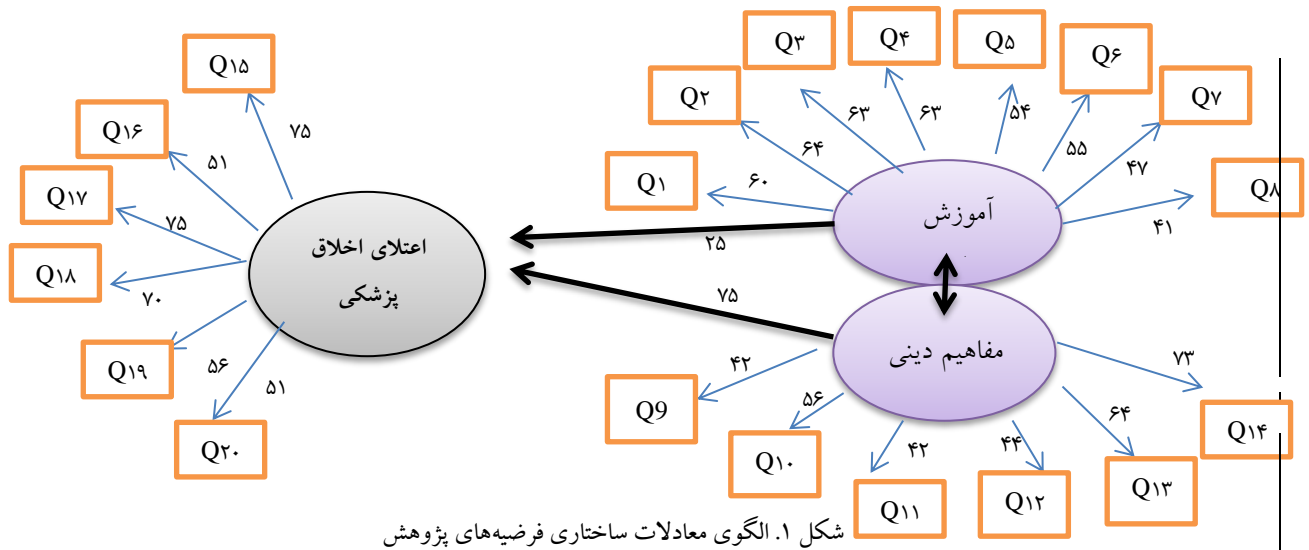 Q۱۵
۷۵
Q۱۶
۵۱
Q۱۷
۷۵
Q۱۸
۷۰
Q۱۹
۵۶
Q۲۰
۵۱
اعتلای اخلاق
پزشکی
Q۱
۶۰
Q۲
۶۴
Q۳
۶۳
Q۴
۶۳
Q۵
۵۴
Q۶
۵۵
Q۷
۴۷
Q۸
۴۱
آموزش
۲۵
۷۵
مفاهیم دینی
Q9
۴۲
Q۱۰
۵۶
Q۱۱
۴۲
Q۱۲
۴۴
Q۱۳
۶۴
Q۱۴
۷۳
شکل ۱. الگوی معادلات ساختاری فرضیه‌های پژوهش